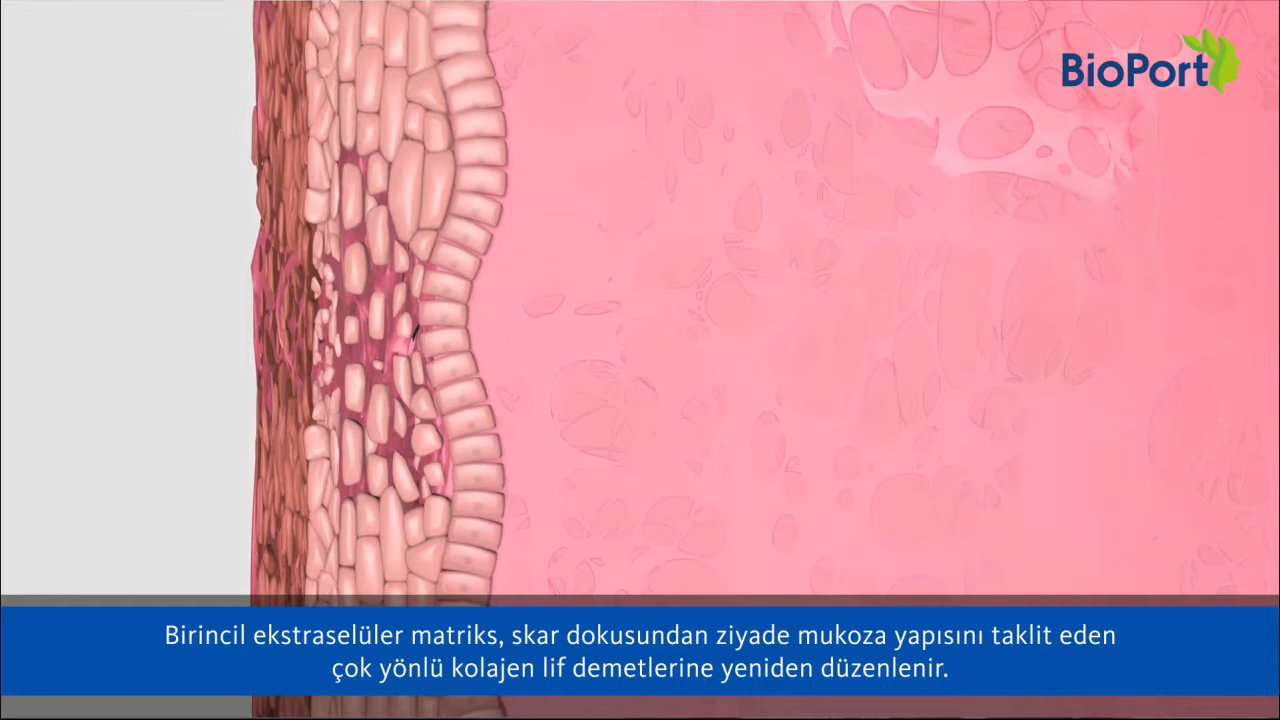 BioPort
Birincil ekstraselüler matriks, skar dokusundan ziyade mukoza yapısını taklit eden
çok yönlü kolajen lif demetlerine yeniden düzenlenir.